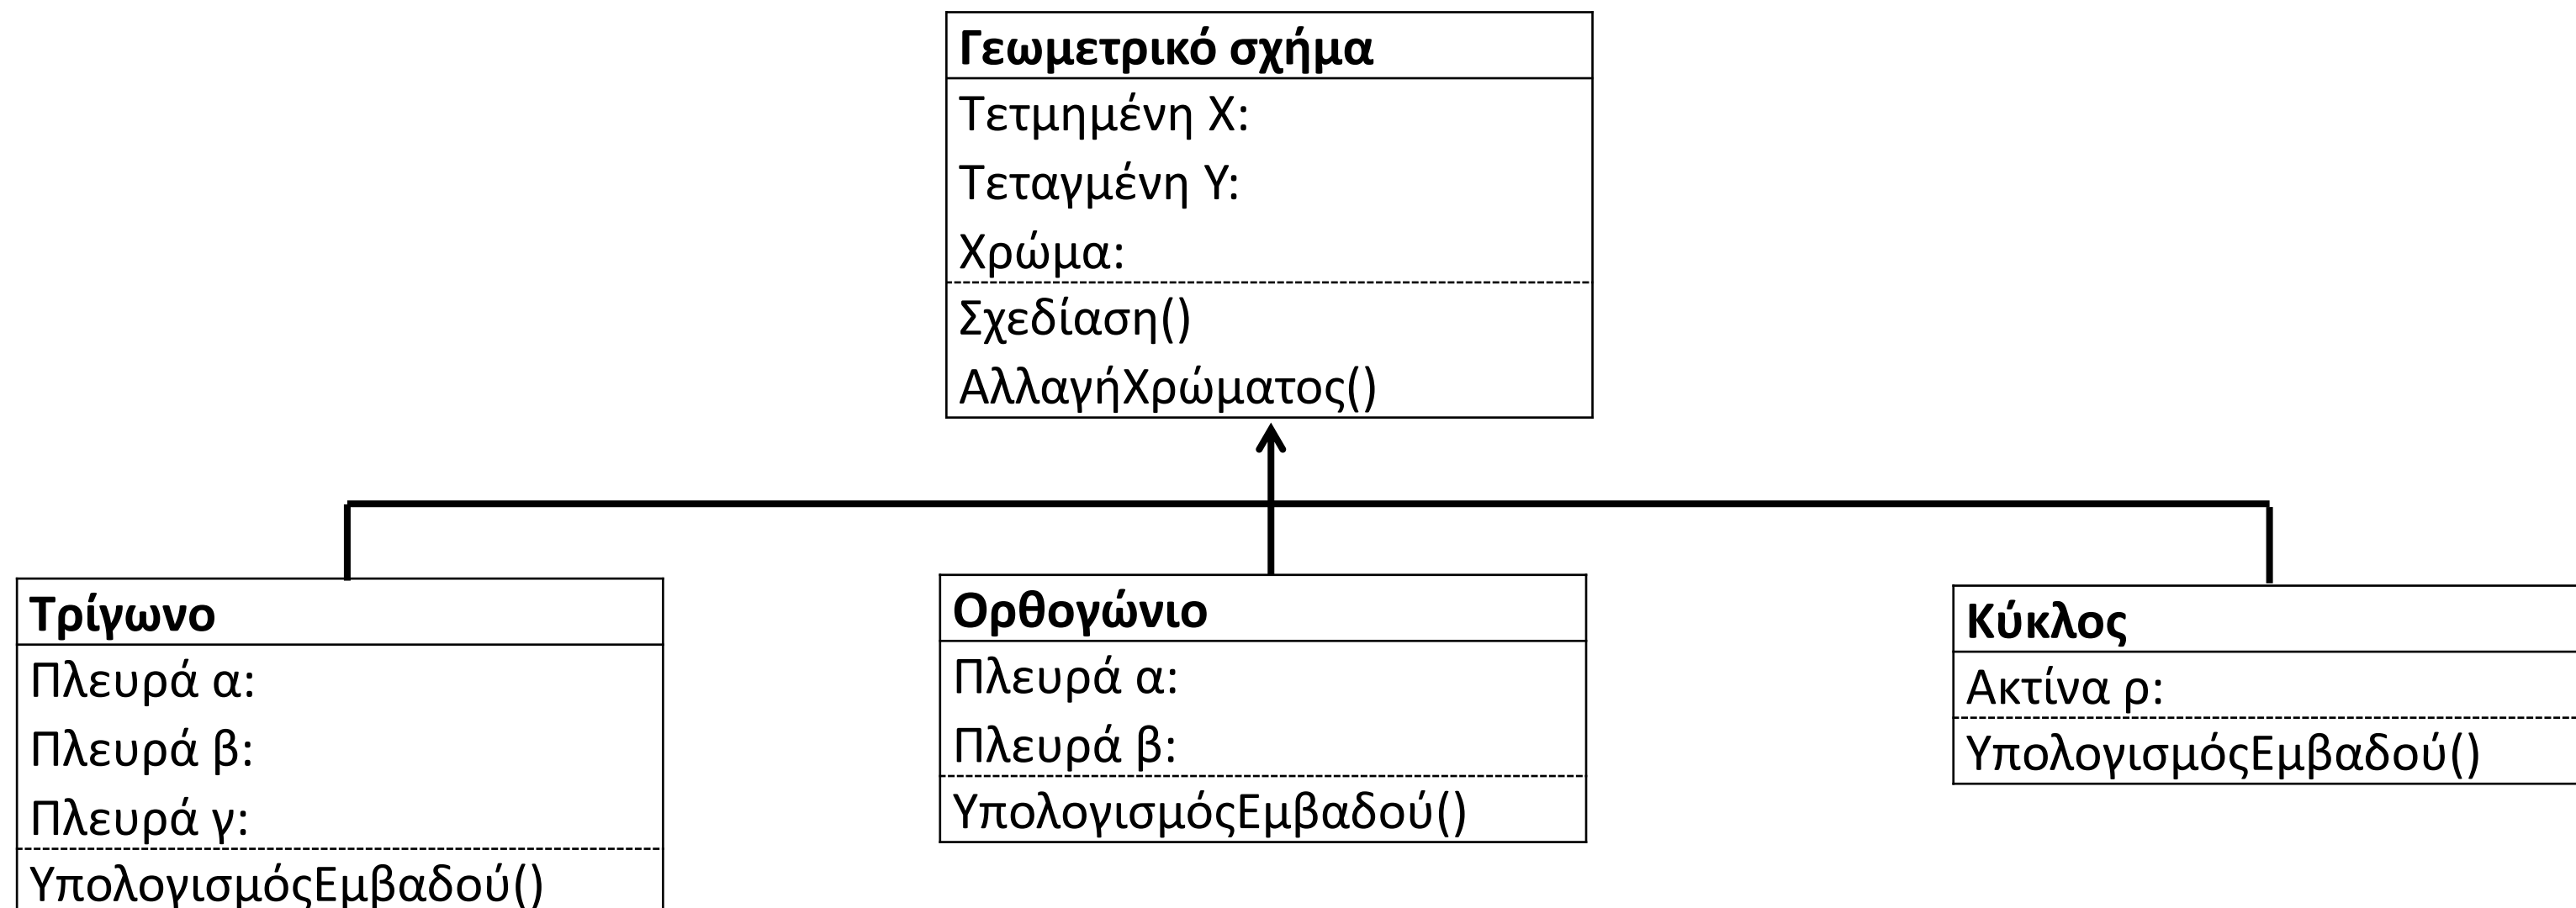 Γεωμετρικό σχήμα
Τετμημένη Χ:
Τεταγμένη Υ:
Χρώμα:
Σχεδίαση()
ΑλλαγήΧρώματος()
Τρίγωνο
Πλευρά α:
Πλευρά β:
Πλευρά γ:
ΥπολογισμόςΕμβαδού()
Ορθογώνιο
Πλευρά α:
Πλευρά β:
ΥπολογισμόςΕμβαδού()
Κύκλος
Ακτίνα ρ:
ΥπολογισμόςΕμβαδού()